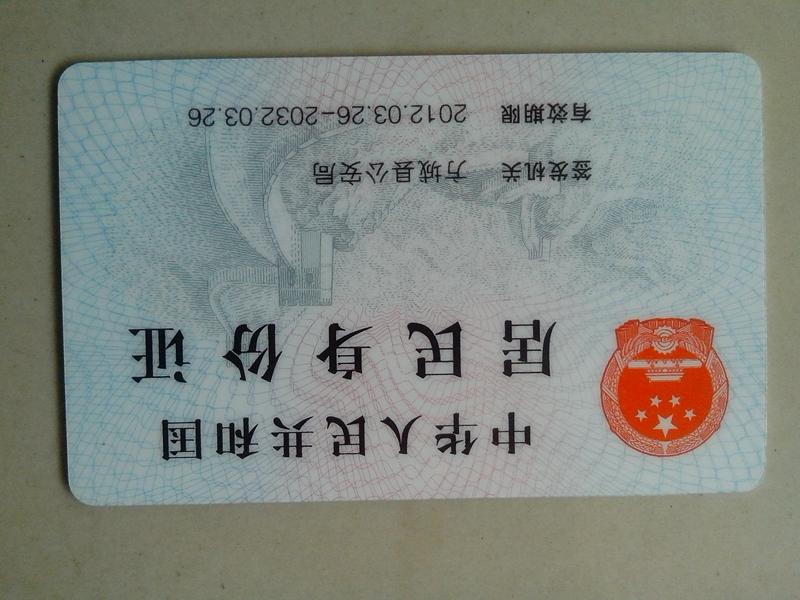 中华人民共和国
居民身份证
签发机关 方城县公安局
有效期限 2012.03.26-2032.03.26